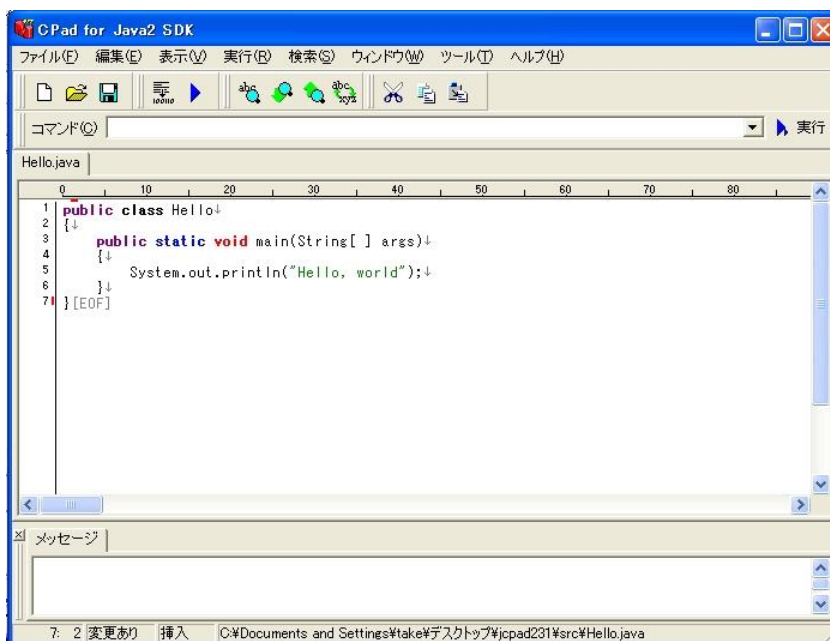 CPad for Java2 SDK
ファイル(F) 編集(E) 表示(V) 実行(R) 検索(S) ウィンドウ(W) ツール(T) ヘルプ(H)
コマンド(C) 実行
Hello.java
0 10 20 30 40 50 60 70 80
1 public class Hello↓
2 {↓
3 public static void main(String[ ] args)↓
4 {↓
5 System.out.println("Hello, world");↓
6 }↓
7 }[EOF]
メッセージ
7: 2 変更あり 挿入 C:¥Documents and Settings¥take¥デスクトップ¥jcpad231¥src¥Hello.java